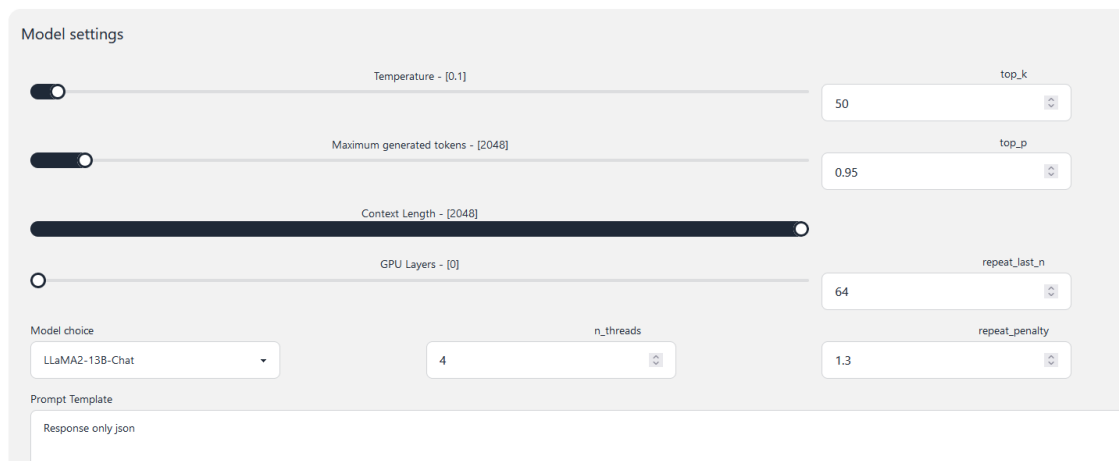 Model settings
Temperature - [0.1]
top_k
50
Maximum generated tokens - [2048]
top_p
0.95
Context Length - [2048]
GPU Layers - [0]
repeat_last_n
64
Model choice
n_threads
repeat_penalty
LLaMA2-13B-Chat
4
1.3
Prompt Template
Response only json